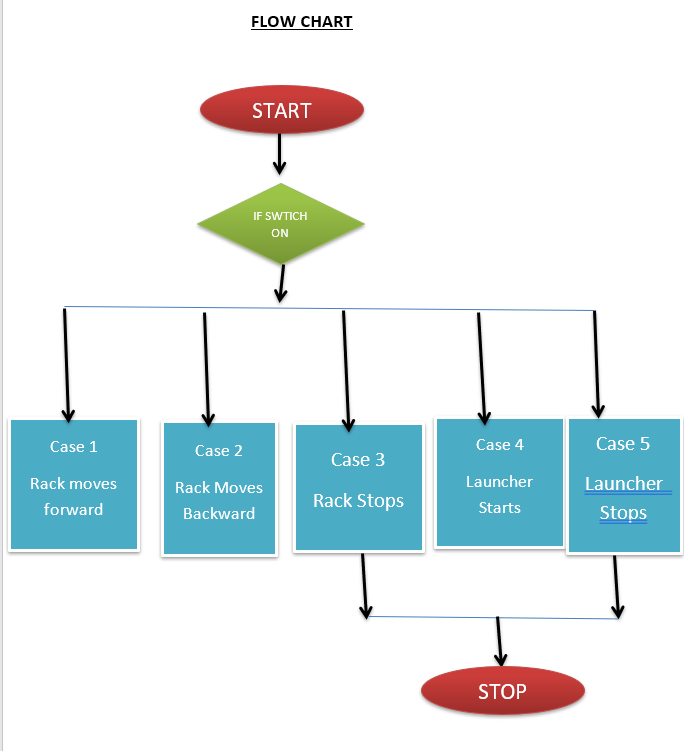 FLOW CHART
START
IF SWTICH
ON
Case 1
Rack moves
forward
Case 2
Rack Moves
Backward
Case 3
Rack Stops
Case 4
Launcher
Starts
Case 5
Launcher
Stops
STOP